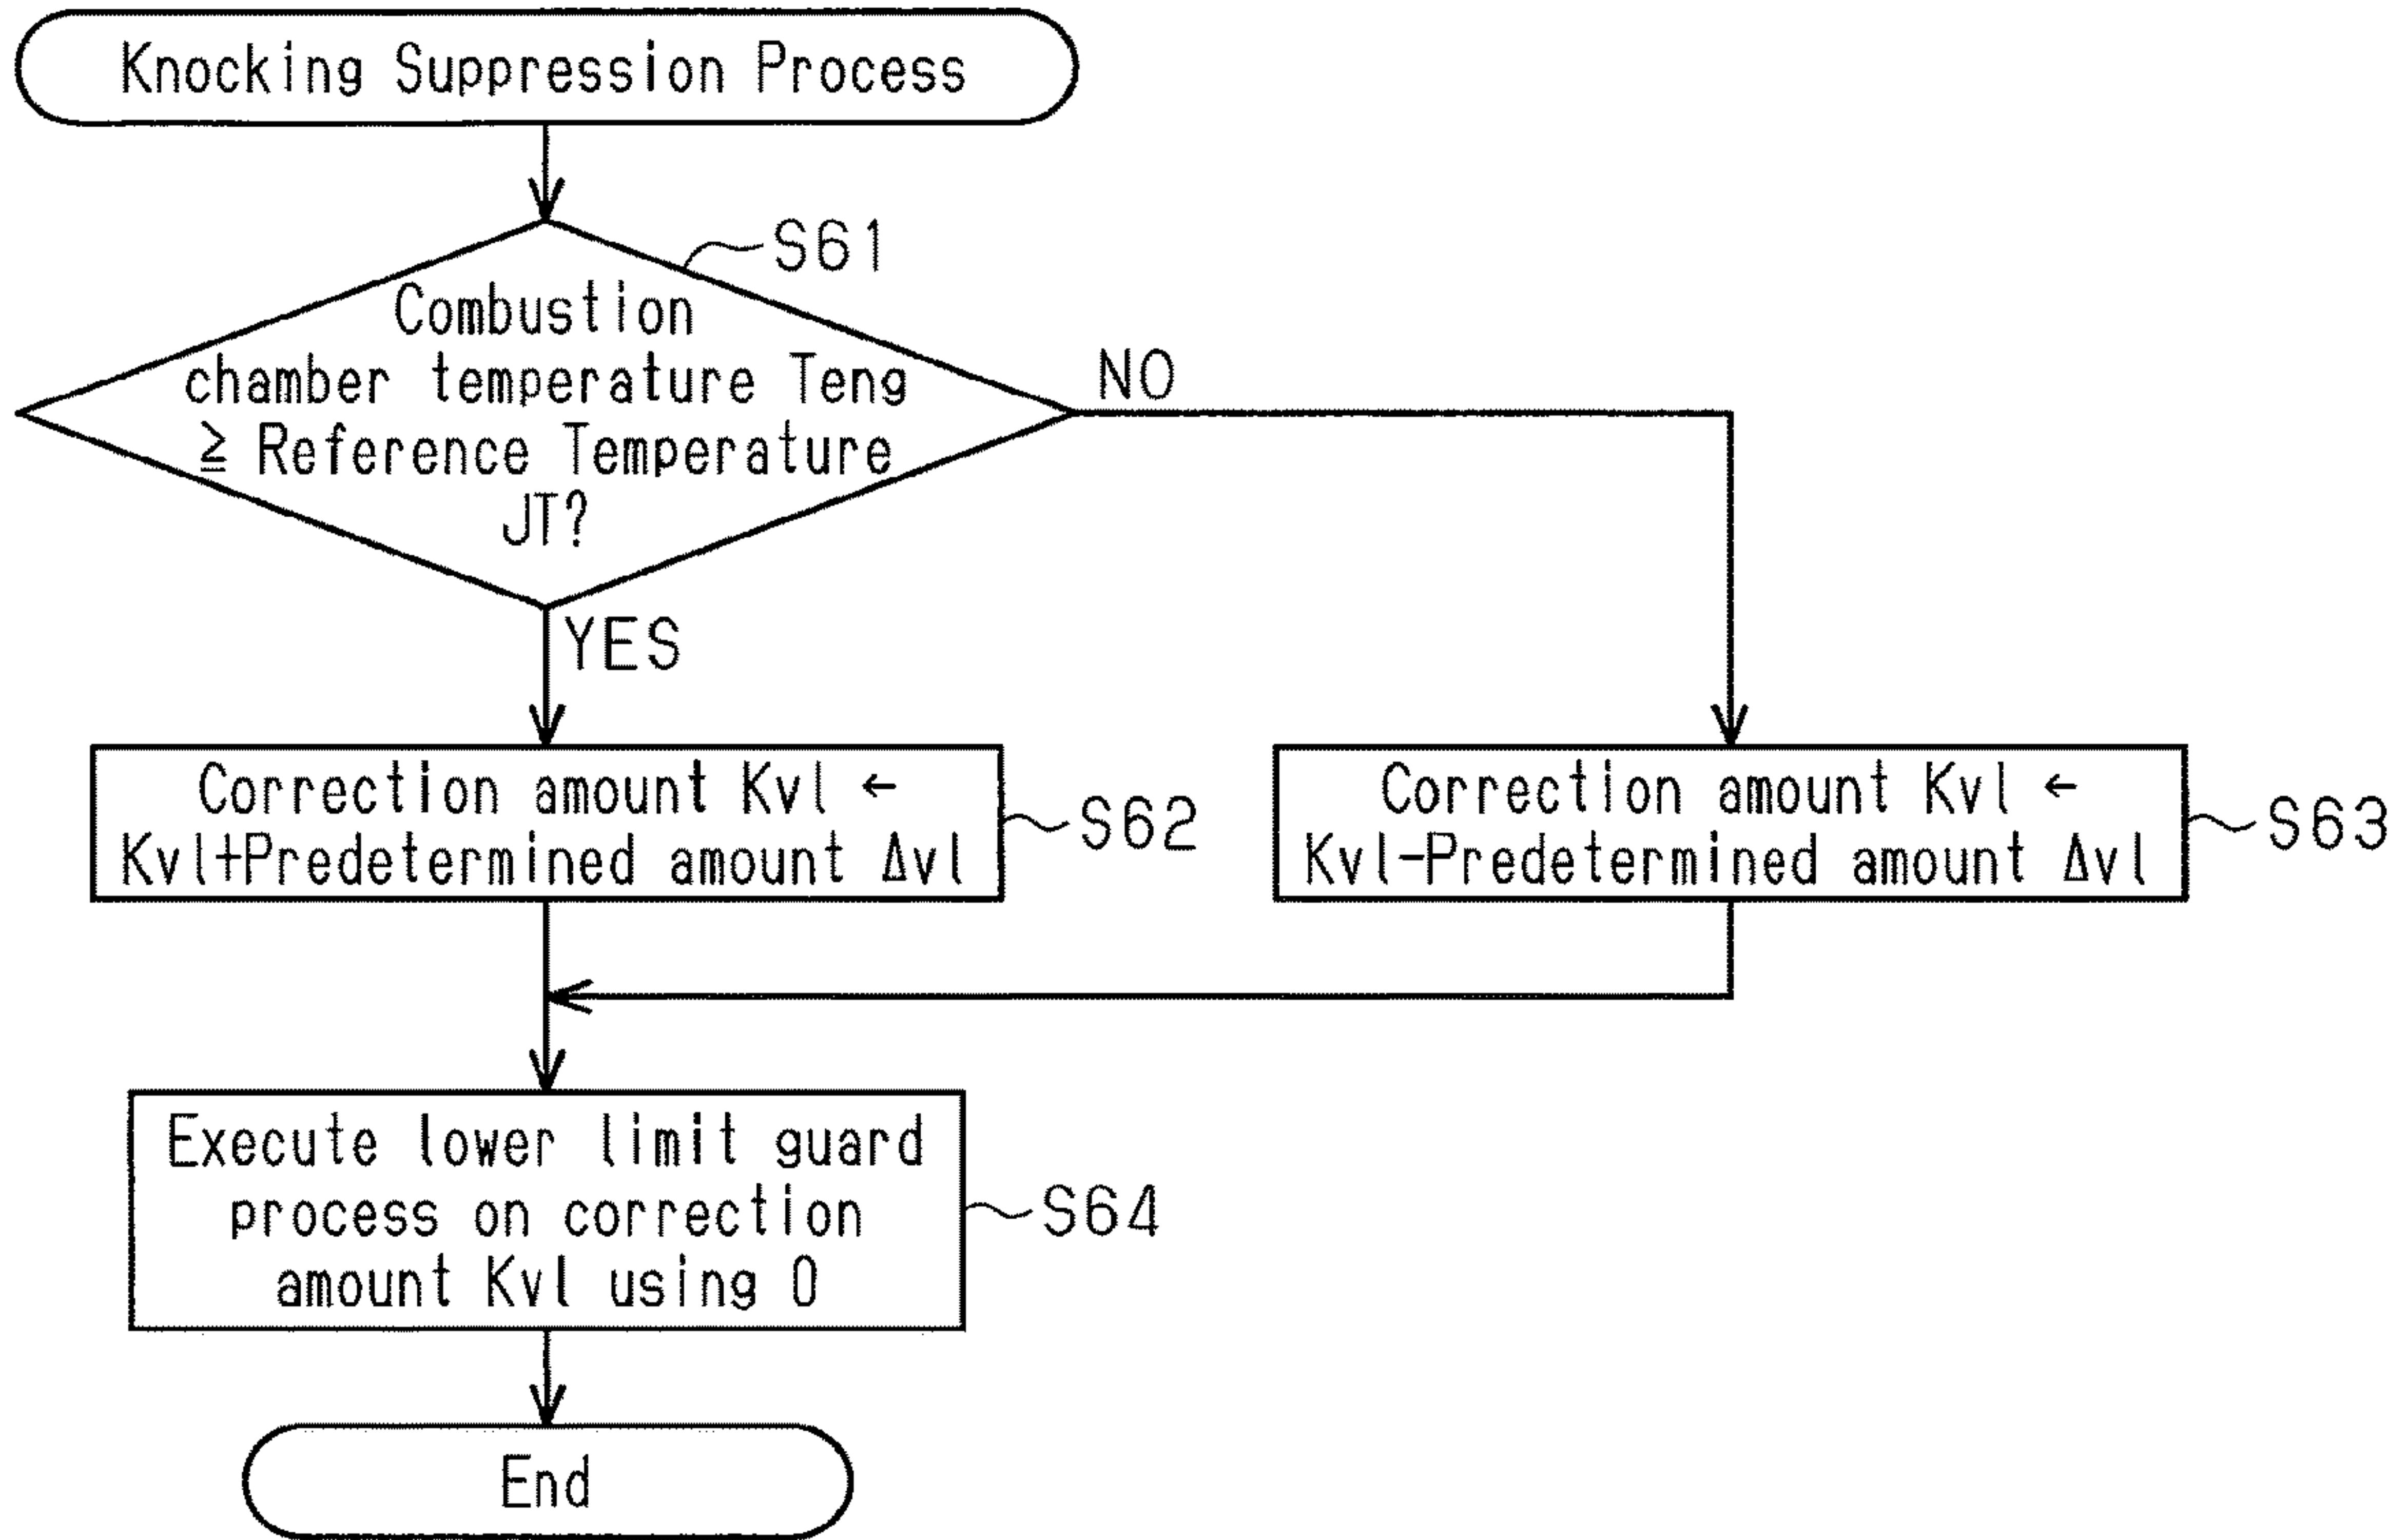 Knocking Suppression Process
S61
Combustion
chamber temperature Teng
≧ Reference Temperature
JT?
NO
YES
Correction amount Kvl ←
Kvl+Predetermined amount Δvl
S62
Correction amount Kvl ←
Kvl-Predetermined amount Δvl
S63
Execute lower limit guard
process on correction
amount Kvl using 0
S64
End